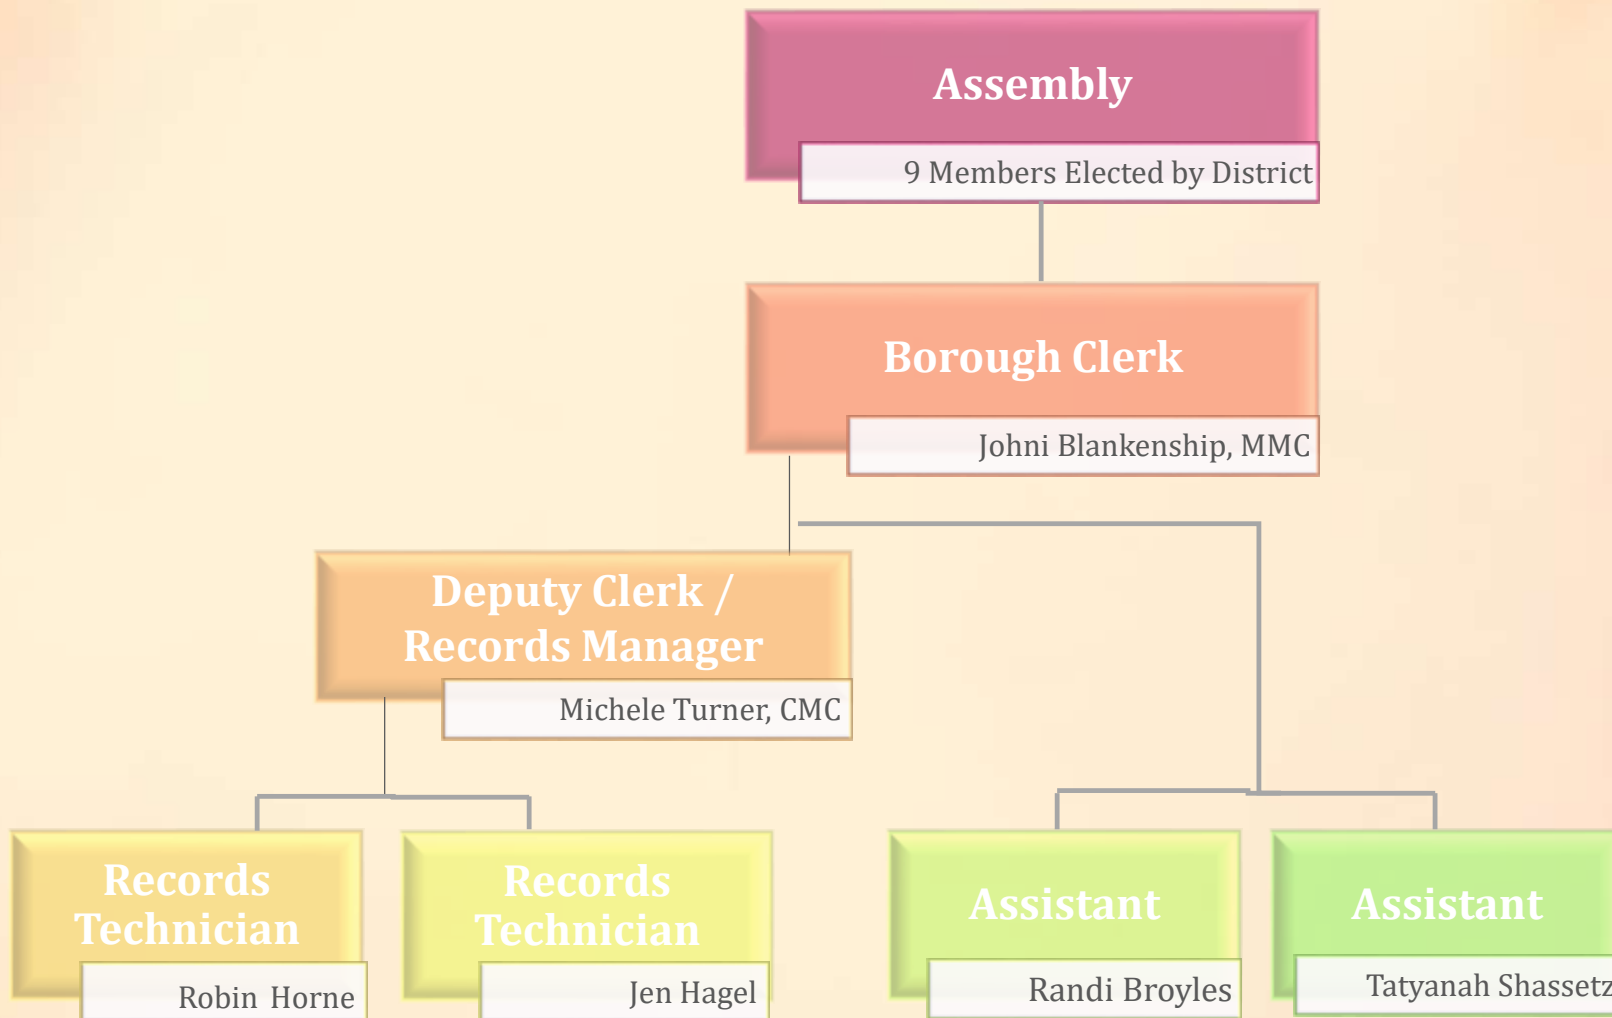 Assembly
9 Members Elected by District
Borough Clerk
Johni Blankenship, MMC
Deputy Clerk /
Records Manager
Michele Turner, CMC
Records
Technician
Robin Horne
Records
Technician
Jen Hagel
Assistant
Randi Broyles
Assistant
Tatyanah Shassetz